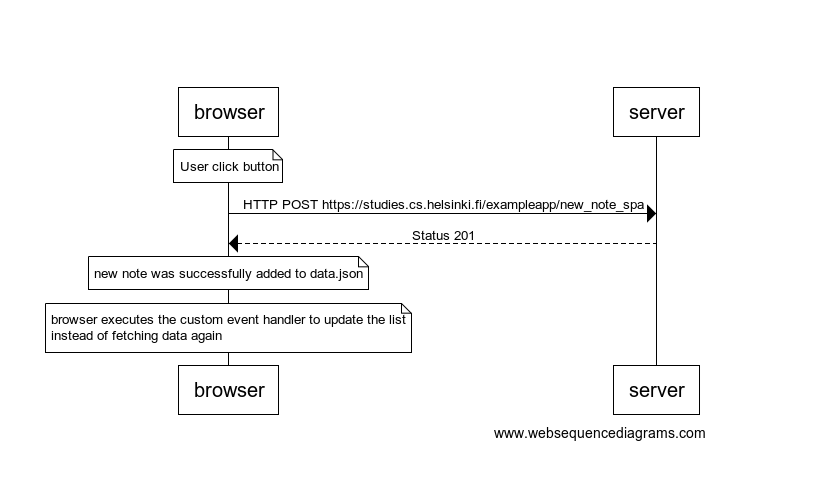 browser
server
User click button
HTTP POST https://studies.cs.helsinki.fi/exampleapp/new_note_spa
Status 201
new note was successfully added to data.json
browser executes the custom event handler to update the list
instead of fetching data again
browser
server
www.websequencediagrams.com